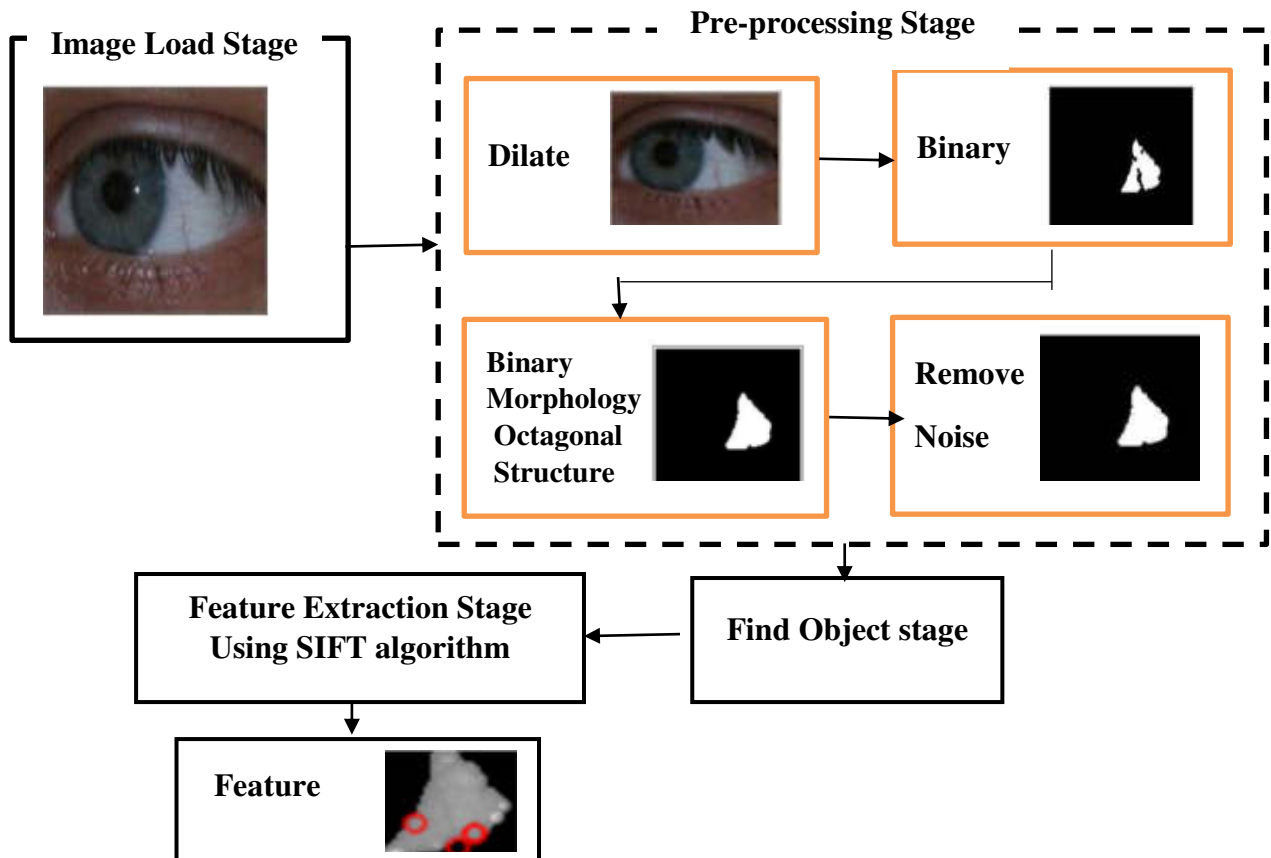 Image Load Stage
Pre-processing Stage
Dilate
Binary
Binary
Morphology
Octagonal
Structure
Remove
Noise
Find Object stage
Feature Extraction Stage
Using SIFT algorithm
Feature